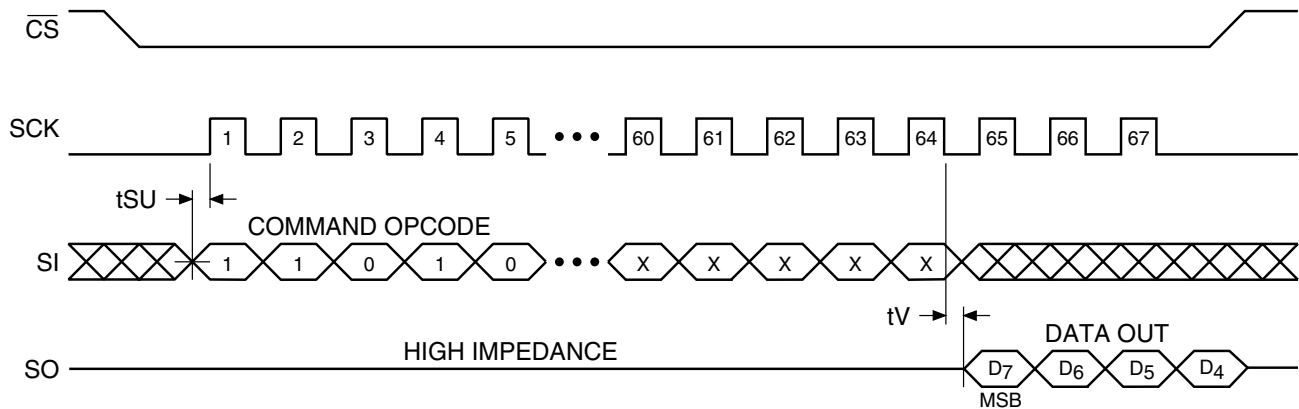 CS
SCK
1 2 3 4 5 ••• 60 61 62 63 64 65 66 67
tSU
COMMAND OPCODE
SI
1 1 0 1 0 ••• X X X X X
tV
HIGH IMPEDANCE
DATA OUT
SO
D7 D6 D5 D4
MSB